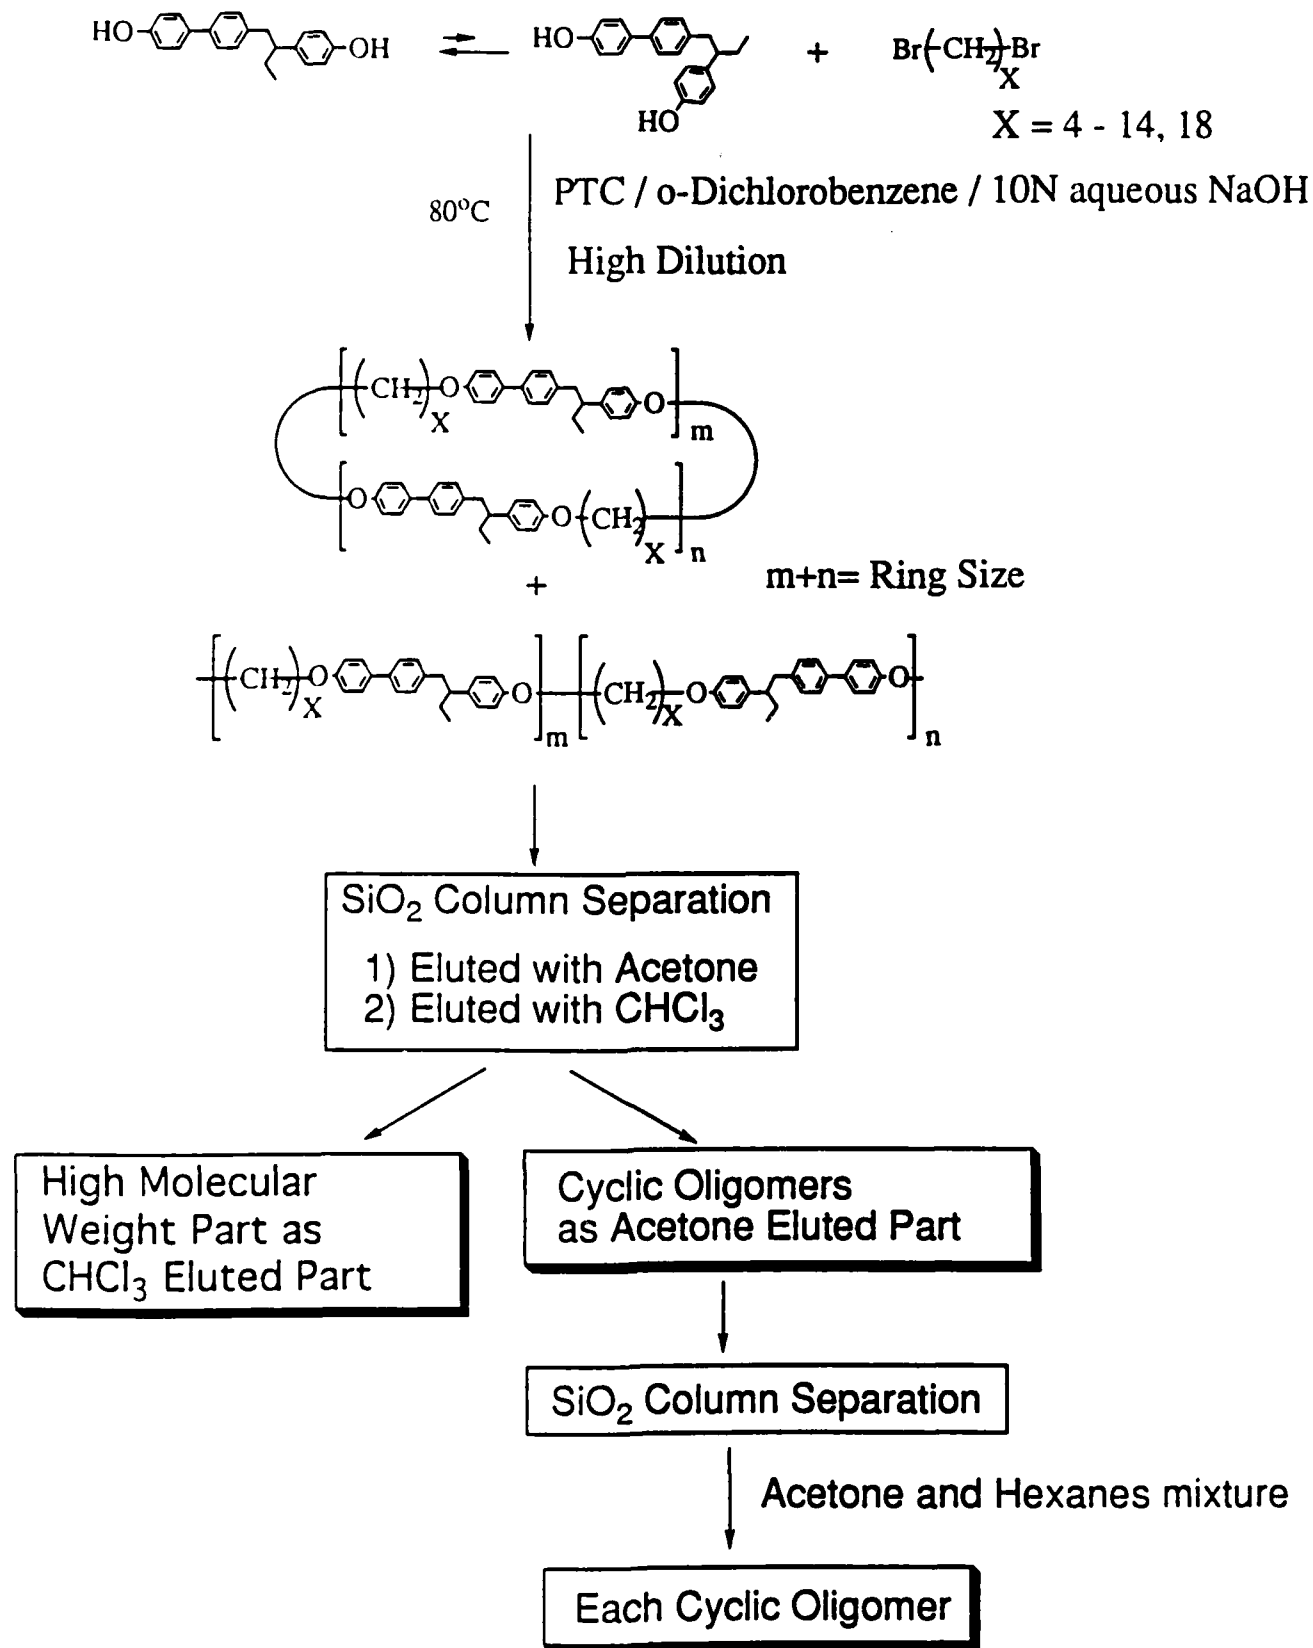 HO OH HO HO + Br(CH2)XBr
X = 4 - 14, 18
80°C
PTC / o-Dichlorobenzene / 10N aqueous NaOH
High Dilution
[(CH2)X O O]m
[O O (CH2)X]n
+
m+n= Ring Size
[(CH2)X O O]m [(CH2)X O O]n
SiO2 Column Separation
1) Eluted with Acetone
2) Eluted with CHCl3
High Molecular
Weight Part as
CHCl3 Eluted Part
Cyclic Oligomers
as Acetone Eluted Part
SiO2 Column Separation
Acetone and Hexanes mixture
Each Cyclic Oligomer